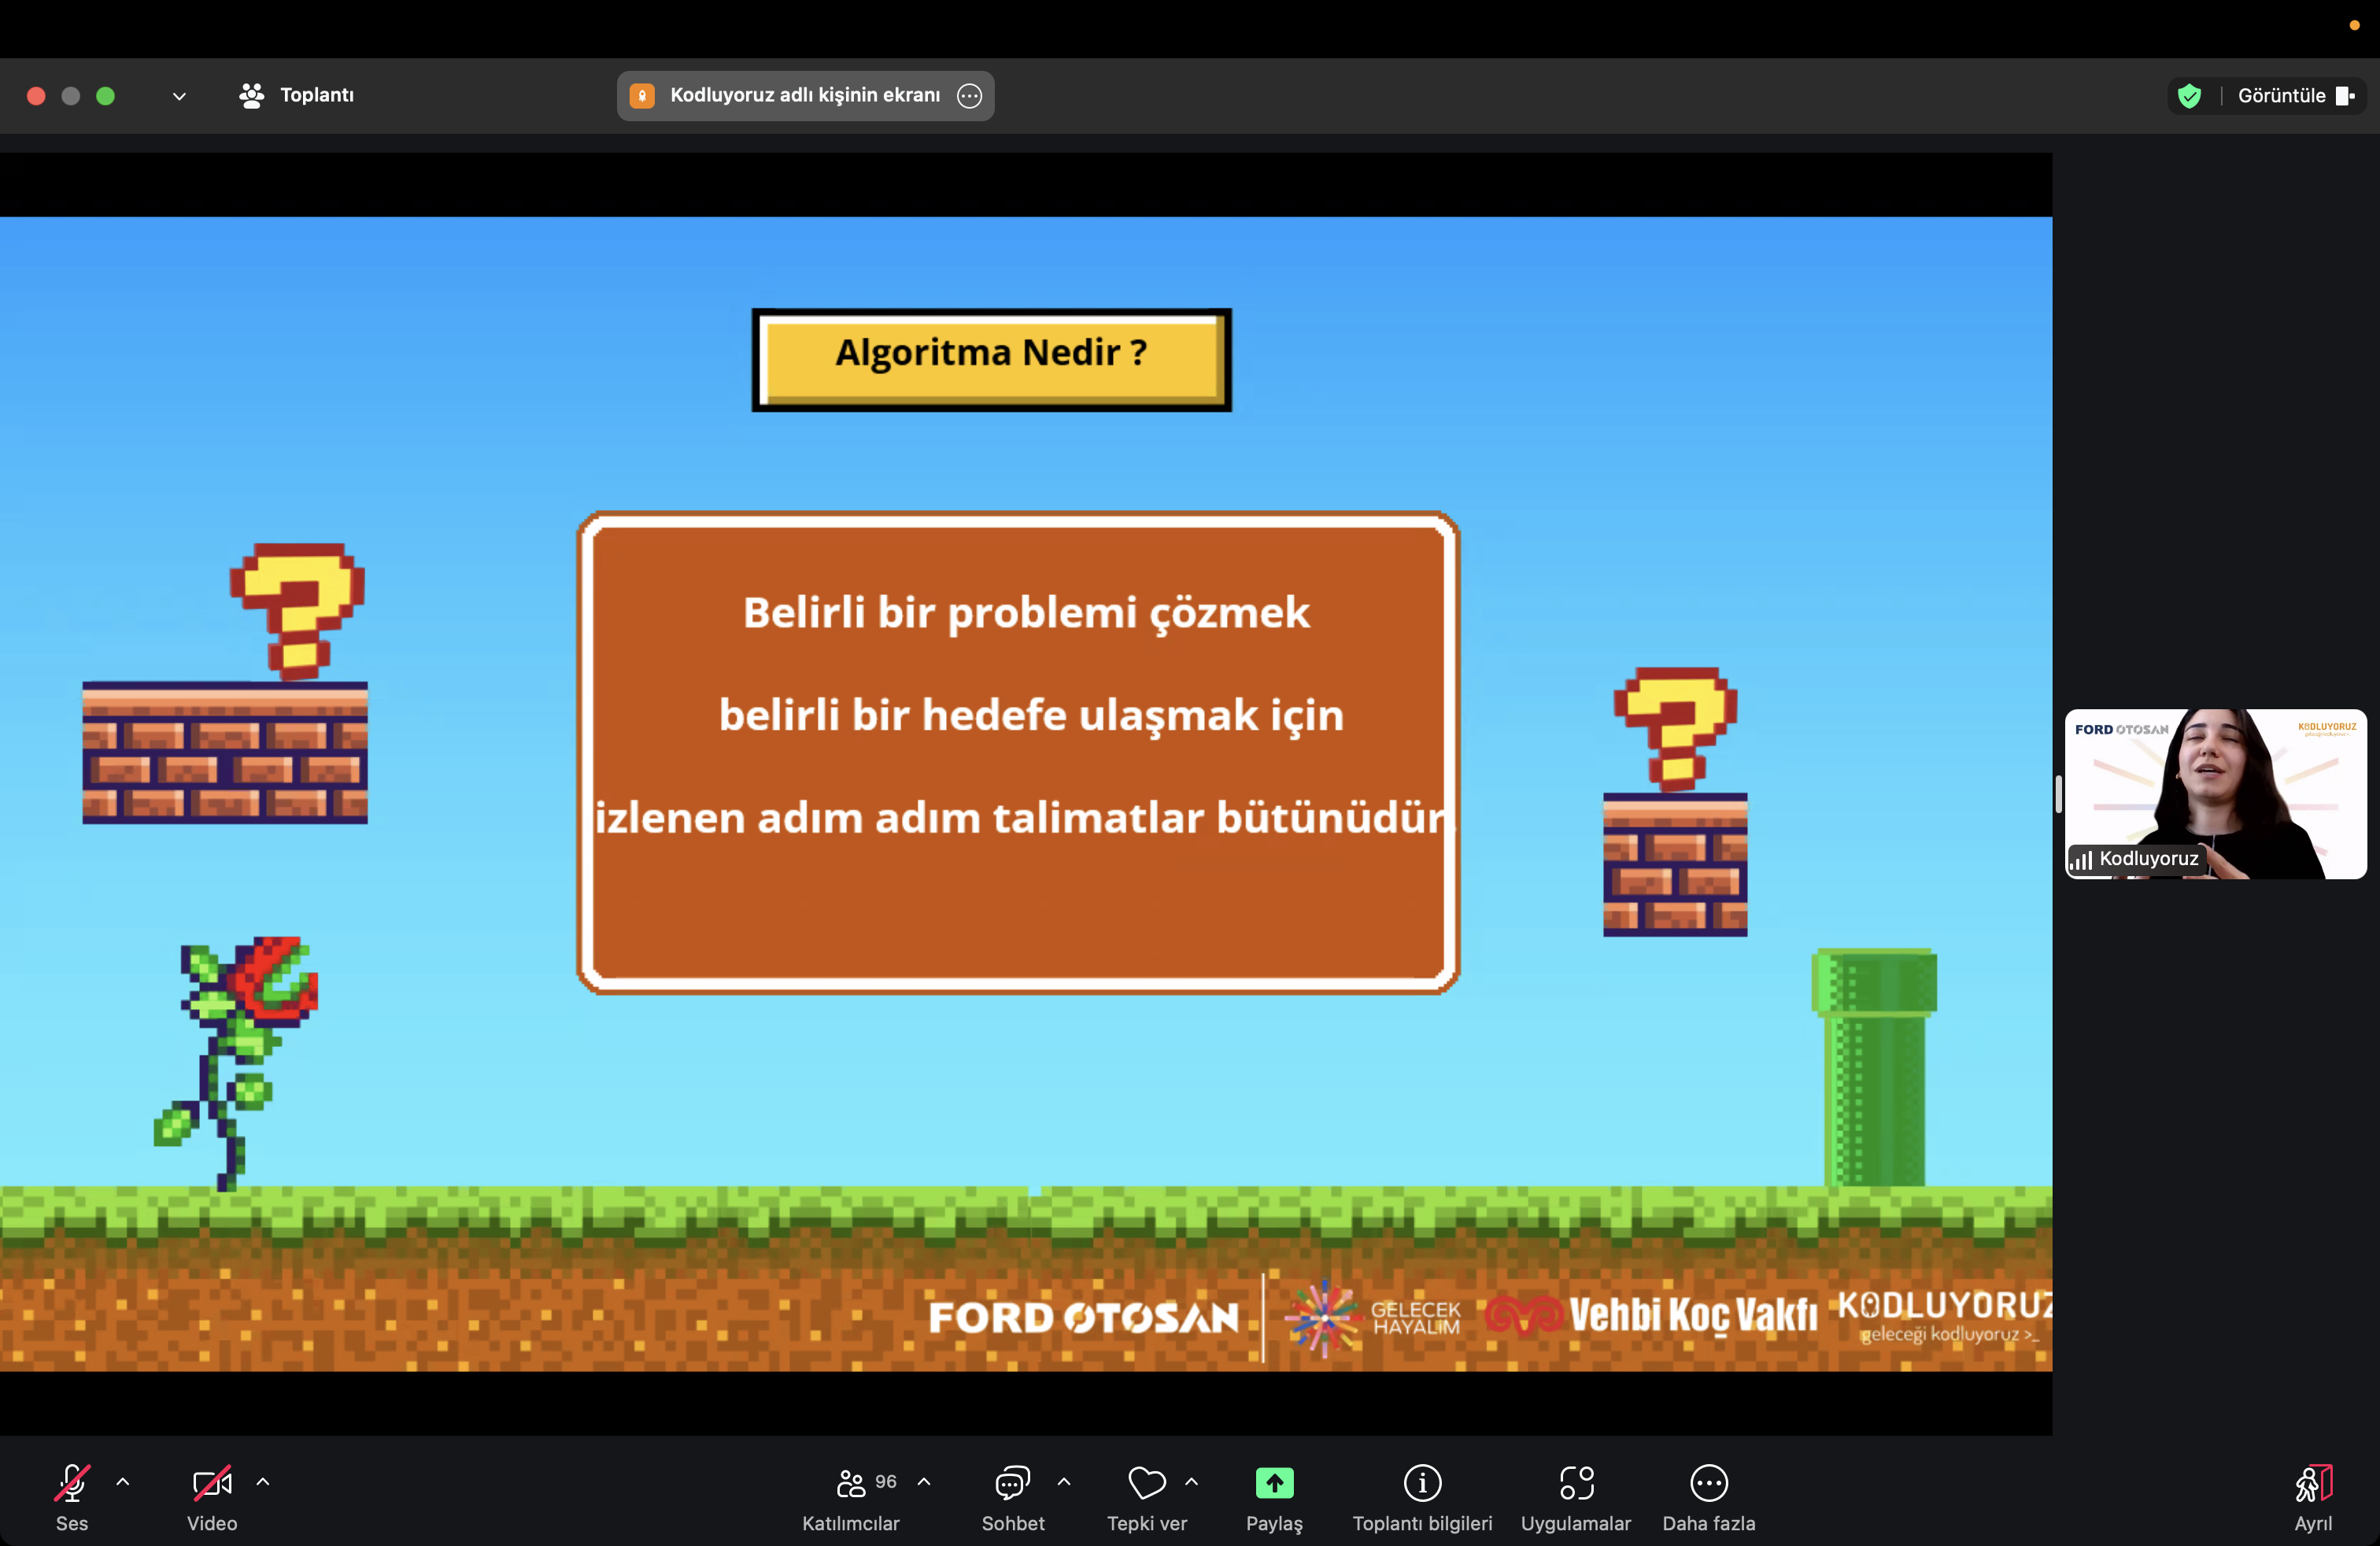 Toplantı
Kodluyoruz adlı kişinin ekranı
Görüntüle
Algoritma Nedir ?
Belirli bir problemi çözmek
belirli bir hedefe ulaşmak için
izlenen adım adım talimatlar bütünüdür.
FORD OTOSAN
KODLUYORUZ
Kodluyoruz
FORD OTOSAN
GELECEK
HAYALİM
Vehbi Koç Vakfı
KODLUYORUZ
geleceği kodluyoruz >_
96
Ses
Video
Katılımcılar
Sohbet
Tepki ver
Paylaş
Toplantı bilgileri
Uygulamalar
Daha fazla
Ayrıl